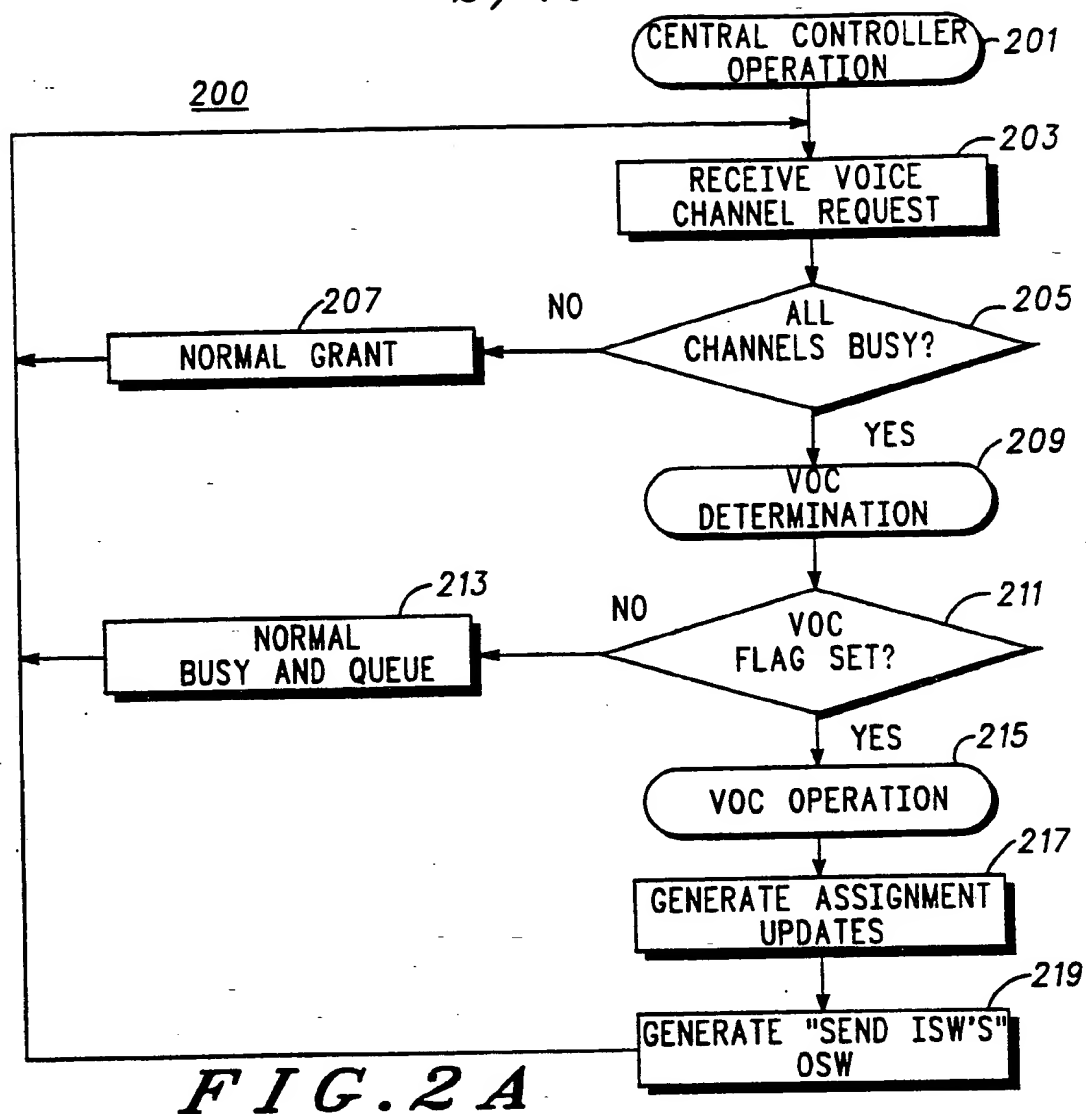 CENTRAL CONTROLLER
OPERATION
201
200
203
RECEIVE VOICE
CHANNEL REQUEST
207
NO
ALL
CHANNELS BUSY?
205
NORMAL GRANT
YES
209
VOC
DETERMINATION
213
NO
VOC
FLAG SET?
211
NORMAL
BUSY AND QUEUE
YES
215
VOC OPERATION
217
GENERATE ASSIGNMENT
UPDATES
219
GENERATE "SEND ISW'S"
OSW
FIG.2A